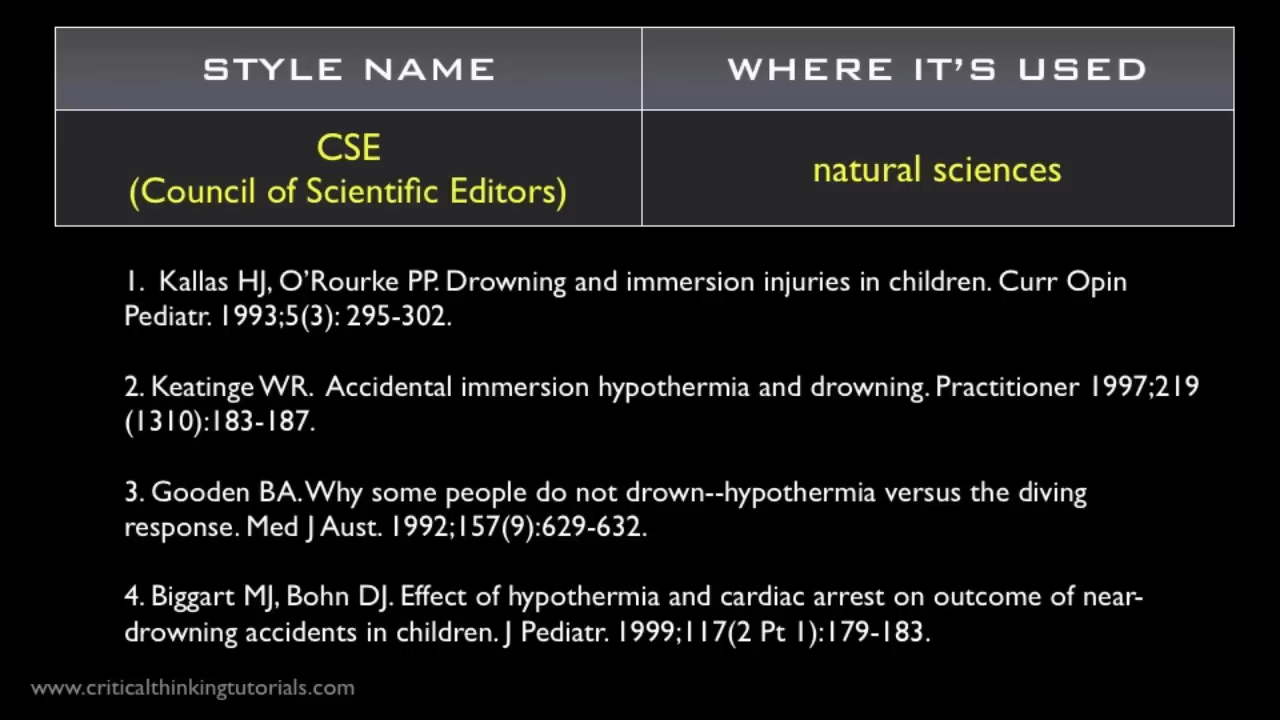 STYLE NAME
WHERE IT'S USED
CSE
(Council of Scientific Editors)
natural sciences
1. Kallas HJ, O'Rourke PP. Drowning and immersion injuries in children. Curr Opin
Pediatr. 1993;5(3): 295-302.
2. Keatinge WR. Accidental immersion hypothermia and drowning. Practitioner 1997;219
(1310):183-187.
3. Gooden BA. Why some people do not drown--hypothermia versus the diving
response. Med J Aust. 1992;157(9):629-632.
4. Biggart MJ, Bohn DJ. Effect of hypothermia and cardiac arrest on outcome of near-
drowning accidents in children. J Pediatr. 1999;117(2 Pt 1):179-183.
www.criticalthinkingtutorials.com